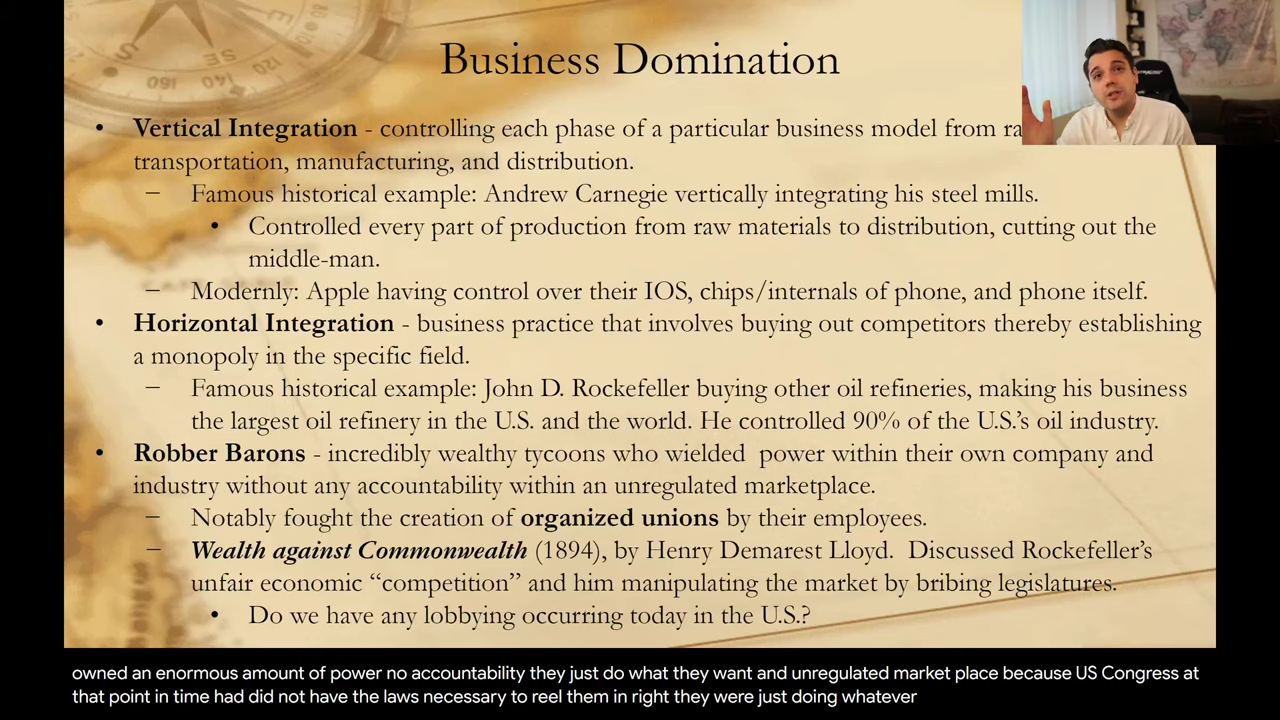 Business Domination
• Vertical Integration - controlling each phase of a particular business model from ra
transportation, manufacturing, and distribution.
– Famous historical example: Andrew Carnegie vertically integrating his steel mills.
• Controlled every part of production from raw materials to distribution, cutting out the
middle-man.
– Modernly: Apple having control over their IOS, chips/internals of phone, and phone itself.
• Horizontal Integration - business practice that involves buying out competitors thereby establishing
a monopoly in the specific field.
– Famous historical example: John D. Rockefeller buying other oil refineries, making his business
the largest oil refinery in the U.S. and the world. He controlled 90% of the U.S.'s oil industry.
• Robber Barons - incredibly wealthy tycoons who wielded power within their own company and
industry without any accountability within an unregulated marketplace.
– Notably fought the creation of organized unions by their employees.
– Wealth against Commonwealth (1894), by Henry Demarest Lloyd. Discussed Rockefeller's
unfair economic “competition” and him manipulating the market by bribing legislatures.
• Do we have any lobbying occurring today in the U.S.?
owned an enormous amount of power no accountability they just do what they want and unregulated market place because US Congress at
that point in time had did not have the laws necessary to reel them in right they were just doing whatever